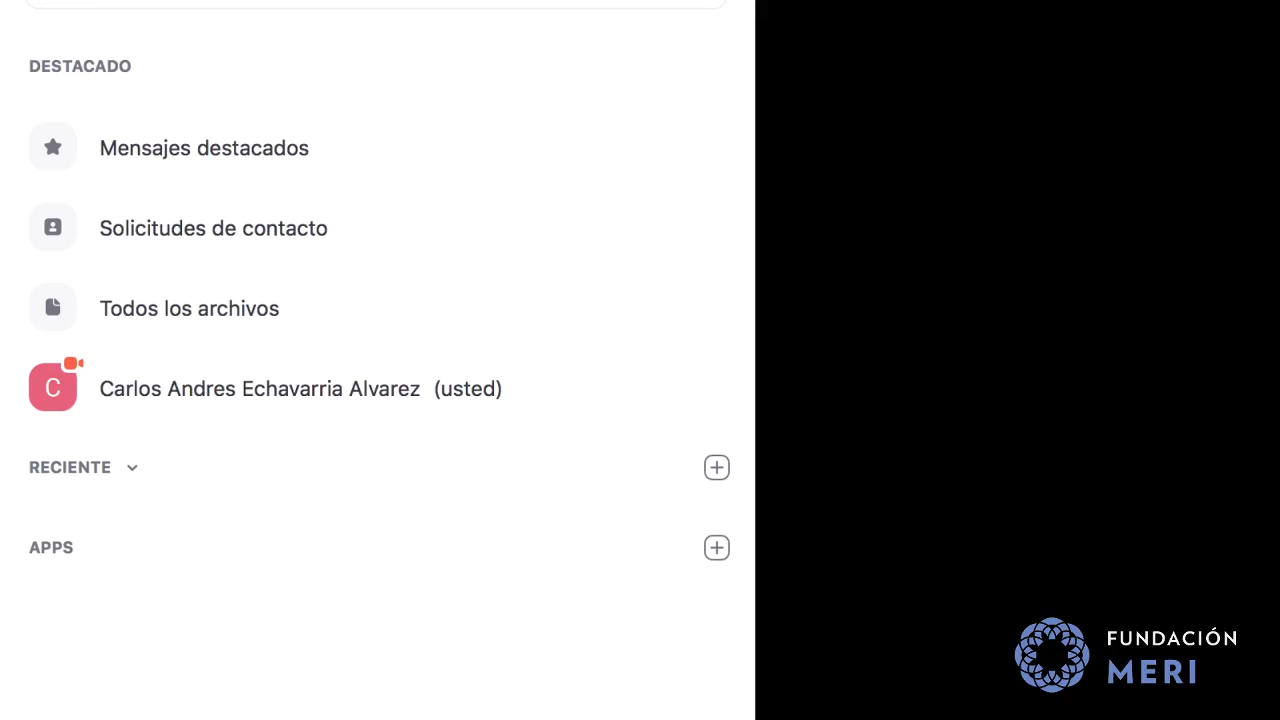 DESTACADO
Mensajes destacados
Solicitudes de contacto
Todos los archivos
C
Carlos Andres Echavarria Alvarez (usted)
RECIENTE
APPS
FUNDACIÓN
MERI